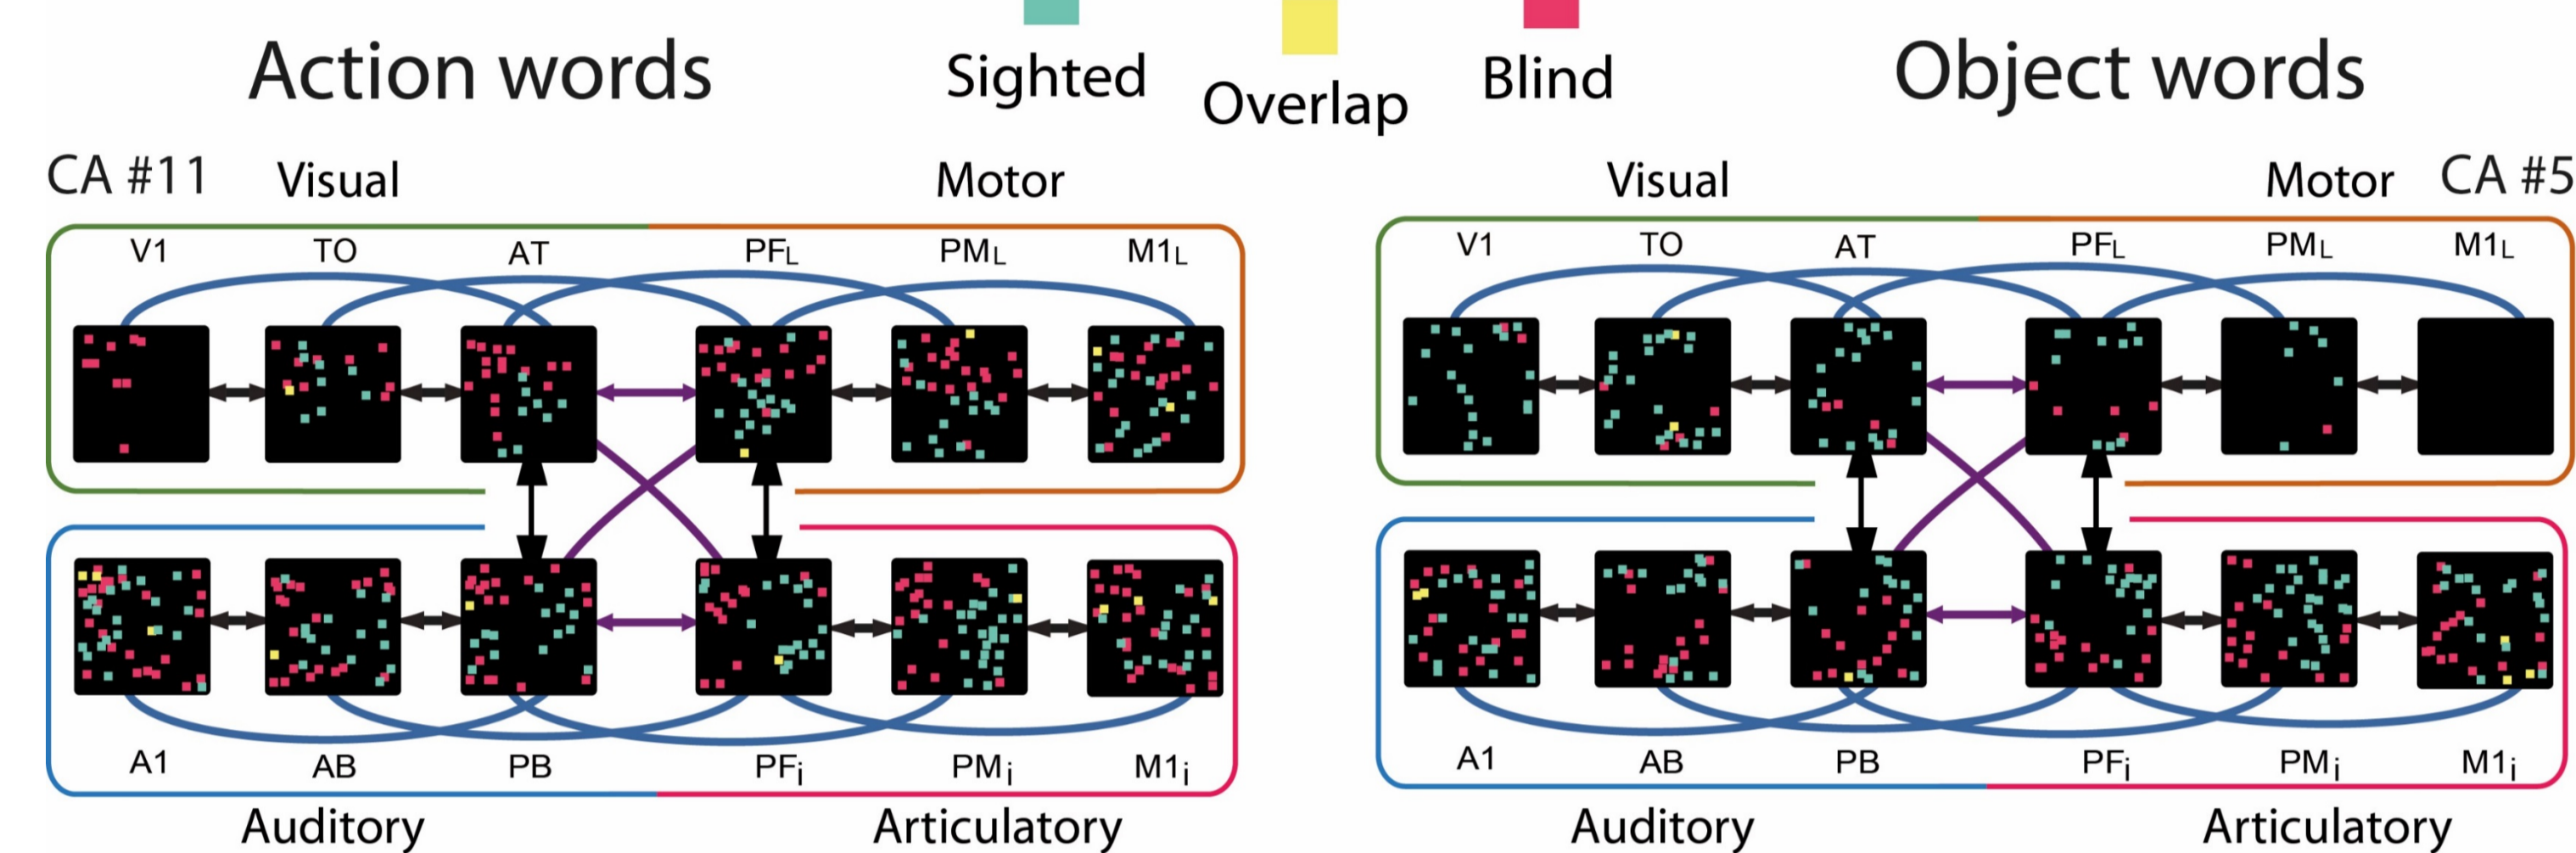 Action words
Sighted
Overlap
Blind
Object words
CA #11
Visual
Motor
V1
TO
AT
PFL
PML
M1L
A1
AB
PB
PFi
PMi
M1i
Auditory
Articulatory
Visual
Motor
CA #5
V1
TO
AT
PFL
PML
M1L
A1
AB
PB
PFi
PMi
M1i
Auditory
Articulatory